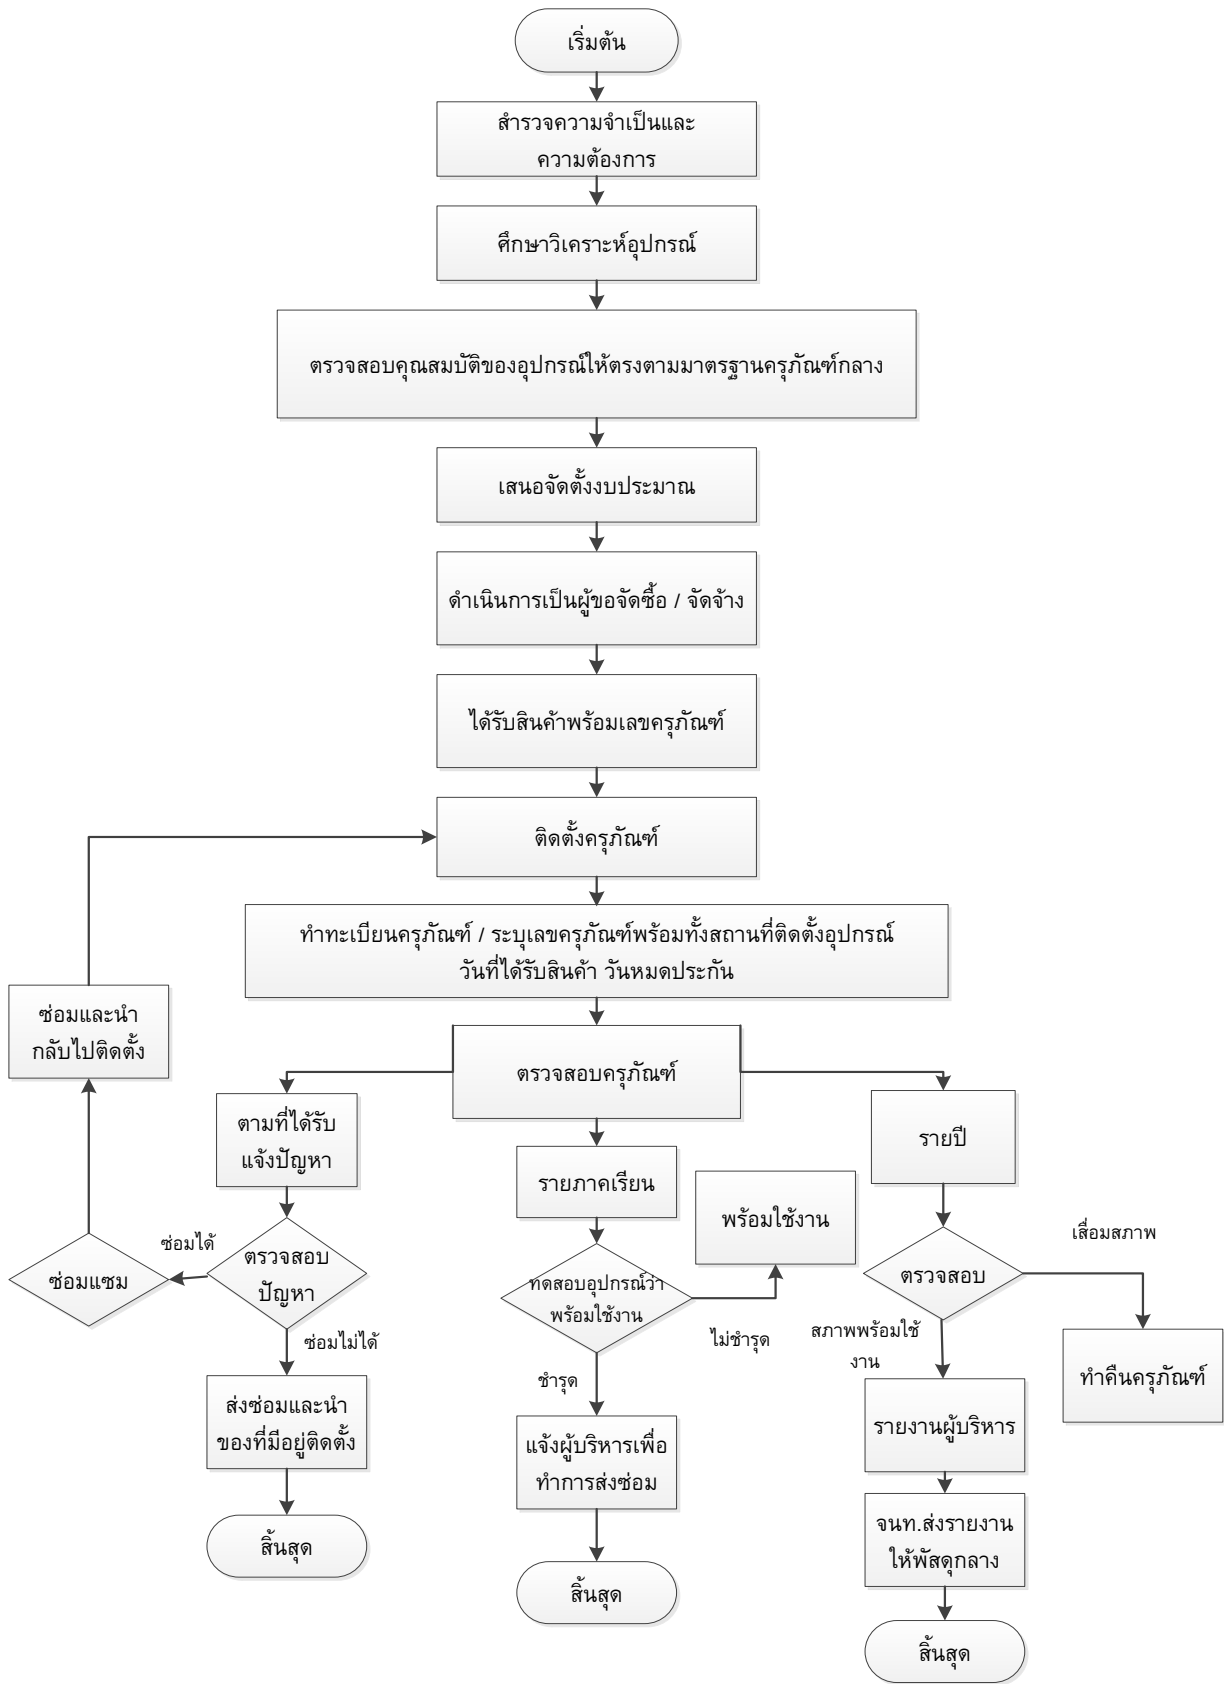 เริ่มต้น
สำรวจความจำเป็นและ
ความต้องการ
ศึกษาวิเคราะห์อุปกรณ์
ตรวจสอบคุณสมบัติของอุปกรณ์ให้ตรงตามมาตรฐานครุภัณฑ์กลาง
เสนอจัดตั้งงบประมาณ
ดำเนินการเป็นผู้ขอจัดซื้อ / จัดจ้าง
ได้รับสินค้าพร้อมเลขครุภัณฑ์
ติดตั้งครุภัณฑ์
ทำทะเบียนครุภัณฑ์ / ระบุเลขครุภัณฑ์พร้อมทั้งสถานที่ติดตั้งอุปกรณ์
วันที่ได้รับสินค้า วันหมดประกัน
ซ่อมและนำ
กลับไปติดตั้ง
ตรวจสอบครุภัณฑ์
ตามที่ได้รับ
แจ้งปัญหา
ซ่อมได้
ซ่อมแซม
ตรวจสอบ
ปัญหา
ซ่อมไม่ได้
ส่งซ่อมและนำ
ของที่มีอยู่ติดตั้ง
สิ้นสุด
รายภาคเรียน
พร้อมใช้งาน
ทดสอบอุปกรณ์ว่า
พร้อมใช้งาน
ไม่ชำรุด
ชำรุด
แจ้งผู้บริหารเพื่อ
ทำการส่งซ่อม
สิ้นสุด
รายปี
เสื่อมสภาพ
ตรวจสอบ
สภาพพร้อมใช้
งาน
ทำคืนครุภัณฑ์
รายงานผู้บริหาร
จนท.ส่งรายงาน
ให้พัสดุกลาง
สิ้นสุด